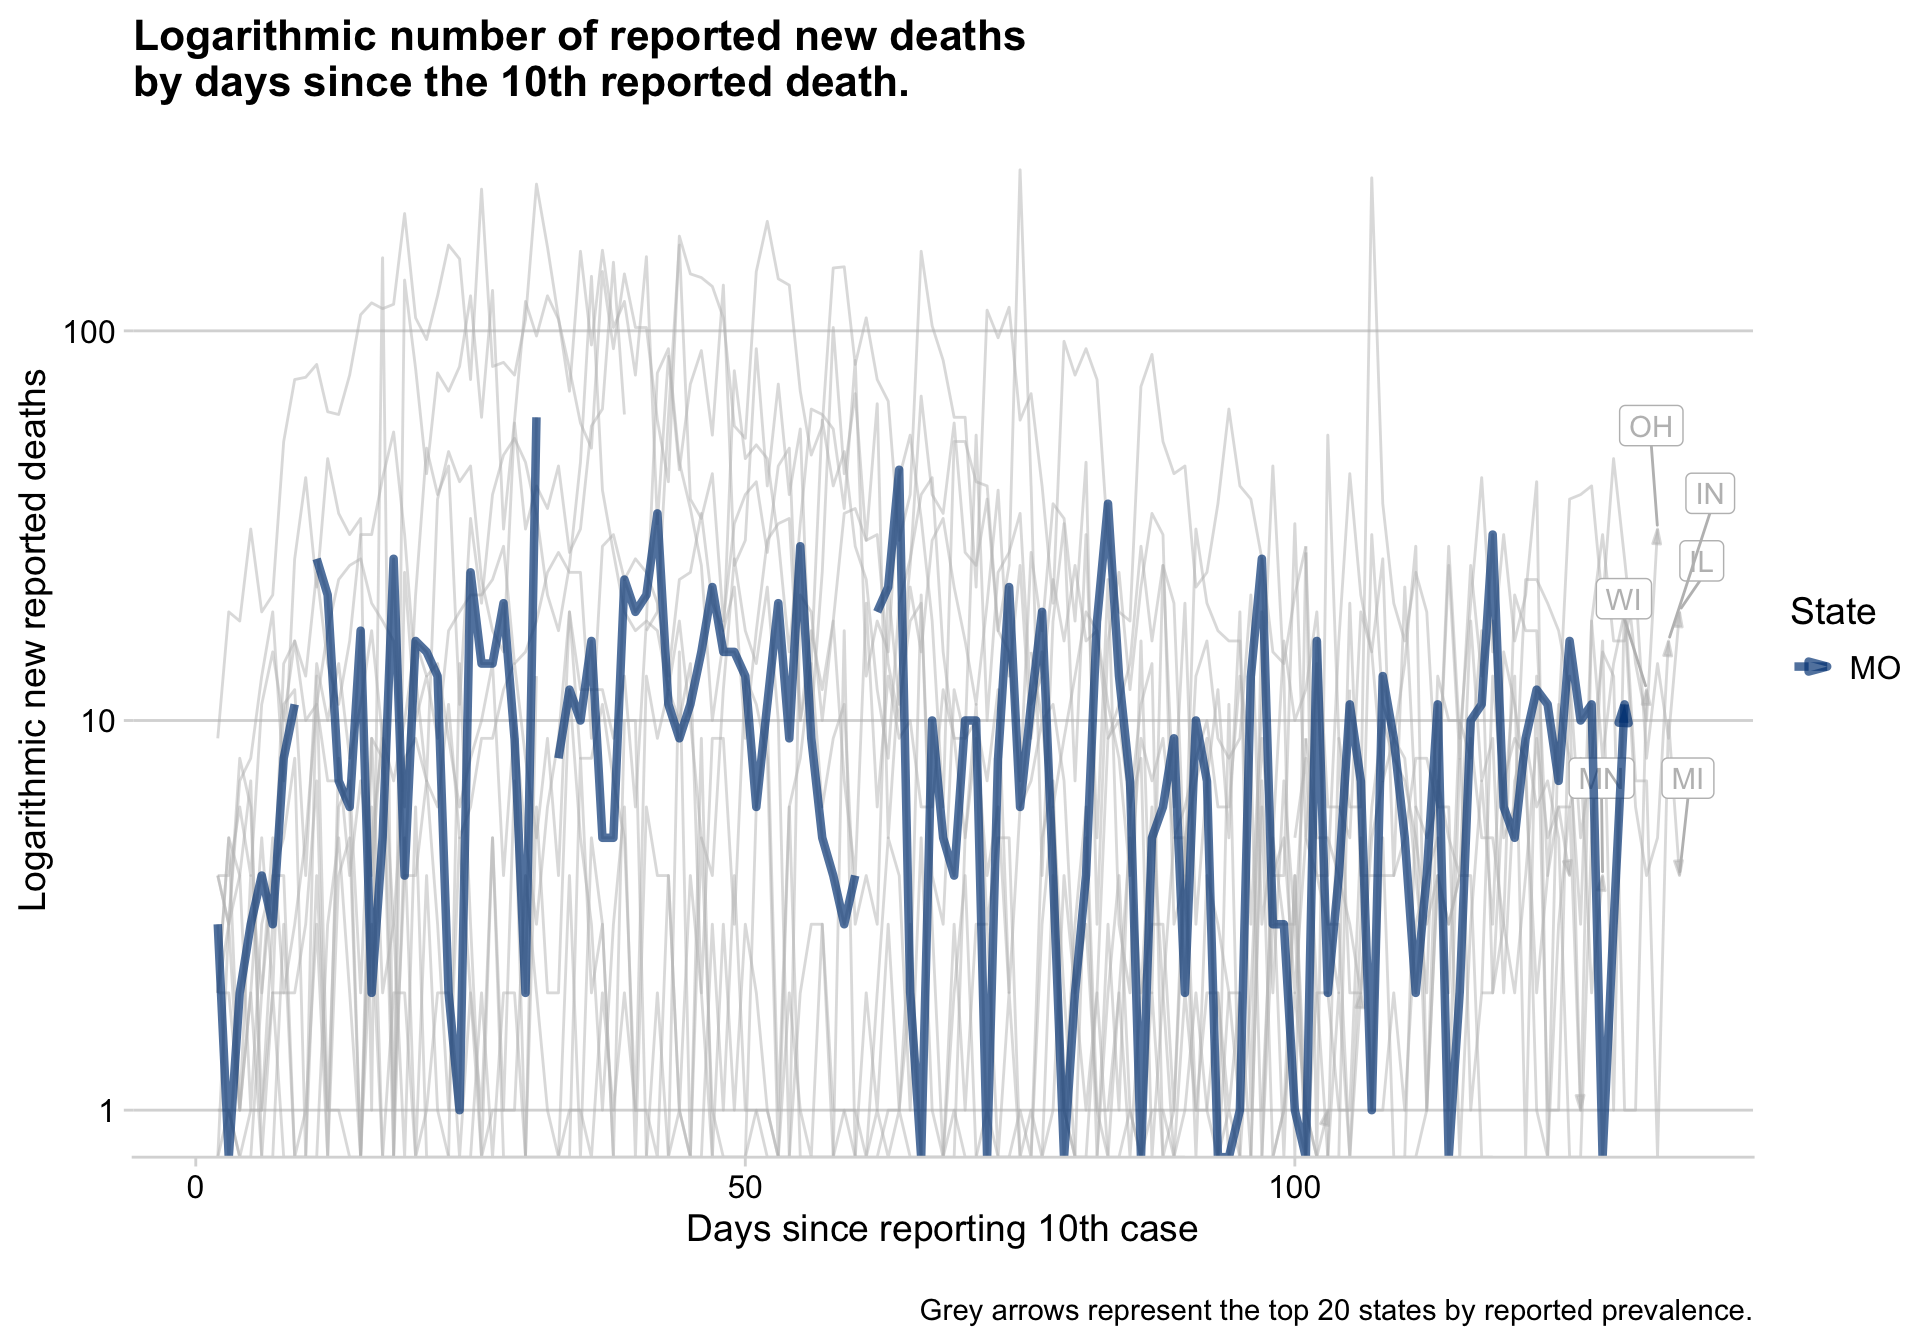 Logarithmic number of reported new deaths
by days since the 10th reported death.
Logarithmic new reported deaths
100
10
1
OH
IN
IL
WI
MN
MI
State
MO
0
50
100
Days since reporting 10th case
Grey arrows represent the top 20 states by reported prevalence.